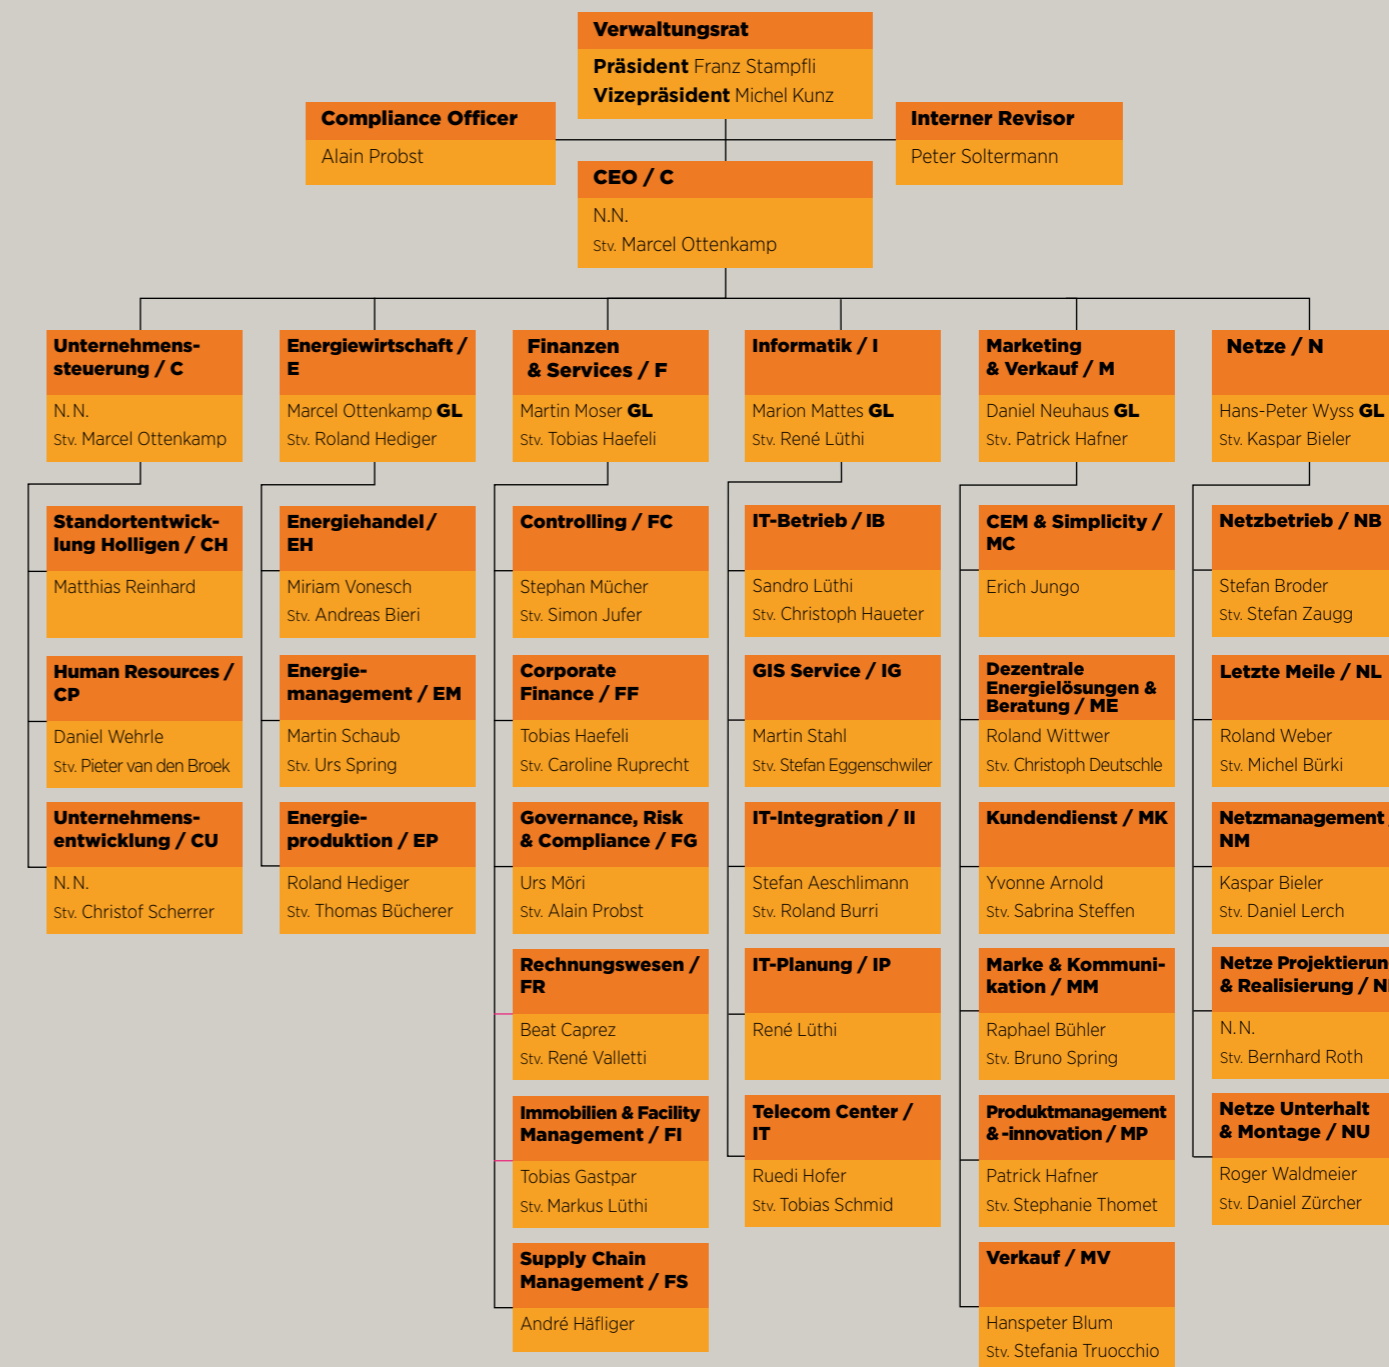 Verwaltungsrat
Präsident Franz Stampfli
Vizepräsident Michel Kunz
Compliance Officer
Alain Probst
Interner Revisor
Peter Soltermann
CEO / C
N.N.
Stv. Marcel Ottenkamp
Unternehmens-
steuerung / C
N. N.
Stv. Marcel Ottenkamp
Standortentwick-
lung Holligen / CH
Matthias Reinhard
Human Resources /
CP
Daniel Wehrle
Stv. Pieter van den Broek
Unternehmens-
entwicklung / CU
N. N.
Stv. Christof Scherrer
Energiewirtschaft /
E
Marcel Ottenkamp GL
Stv. Roland Hediger
Energiehandel /
EH
Miriam Vonesch
Stv. Andreas Bieri
Energie-
management / EM
Martin Schaub
Stv. Urs Spring
Energie-
produktion / EP
Roland Hediger
Stv. Thomas Bücherer
Finanzen
& Services / F
Martin Moser GL
Stv. Tobias Haefeli
Controlling / FC
Stephan Mücher
Stv. Simon Jufer
Corporate
Finance / FF
Tobias Haefeli
Stv. Caroline Ruprecht
Governance, Risk
& Compliance / FG
Urs Möri
Stv. Alain Probst
Rechnungswesen /
FR
Beat Caprez
Stv. René Valletti
Immobilien & Facility
Management / FI
Tobias Gastpar
Stv. Markus Lüthi
Supply Chain
Management / FS
André Häfliger
Informatik / I
Marion Mattes GL
Stv. René Lüthi
IT-Betrieb / IB
Sandro Lüthi
Stv. Christoph Haueter
GIS Service / IG
Martin Stahl
Stv. Stefan Eggenschwiler
IT-Integration / II
Stefan Aeschlimann
Stv. Roland Burri
IT-Planung / IP
René Lüthi
Telecom Center /
IT
Ruedi Hofer
Stv. Tobias Schmid
Marketing
& Verkauf / M
Daniel Neuhaus GL
Stv. Patrick Hafner
CEM & Simplicity /
MC
Erich Jungo
Dezentrale
Energielösungen &
Beratung / ME
Roland Wittwer
Stv. Christoph Deutschle
Kundendienst / MK
Yvonne Arnold
Stv. Sabrina Steffen
Marke & Kommuni-
kation / MM
Raphael Bühler
Stv. Bruno Spring
Produktmanagement
& -innovation / MP
Patrick Hafner
Stv. Stephanie Thomet
Verkauf / MV
Hanspeter Blum
Stv. Stefania Truocchio
Netze / N
Hans-Peter Wyss GL
Stv. Kaspar Bieler
Netzbetrieb / NB
Stefan Broder
Stv. Stefan Zaugg
Letzte Meile / NL
Roland Weber
Stv. Michel Bürki
Netzmanagement /
NM
Kaspar Bieler
Stv. Daniel Lerch
Netze
& Realisierung /
N. N.
Stv. Bernhard Roth
Netze Unterhalt
& Montage / NU
Roger Waldmeier
Stv. Daniel Zürcher